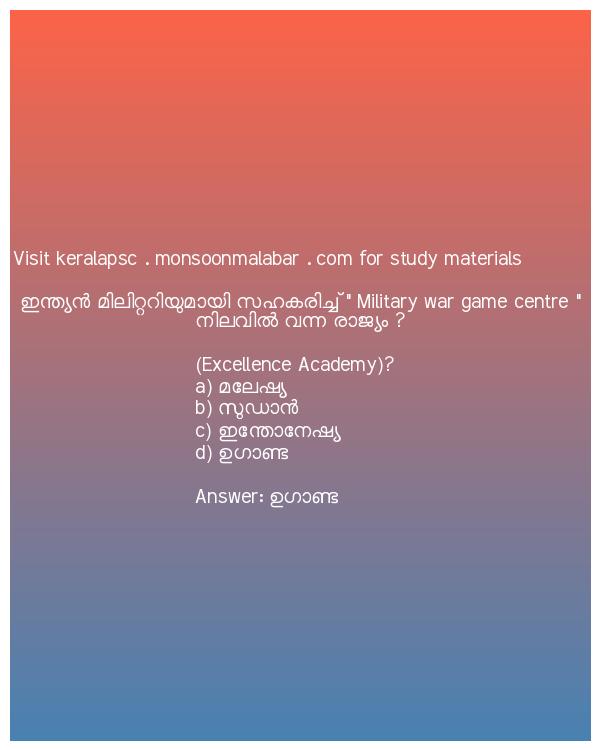 Visit keralapsc . monsoonmalabar . com for study materials
ഇന്ത്യൻ മിലിറ്ററിയുമായി സഹകരിച്ച് " Military war game centre "
നിലവിൽ വന്ന രാജ്യം ?
(Excellence Academy)?
a) മലേഷ്യ
b) സുഡാൻ
c) ഇന്തോനേഷ്യ
d) ഉഗാണ്ട
Answer: ഉഗാണ്ട